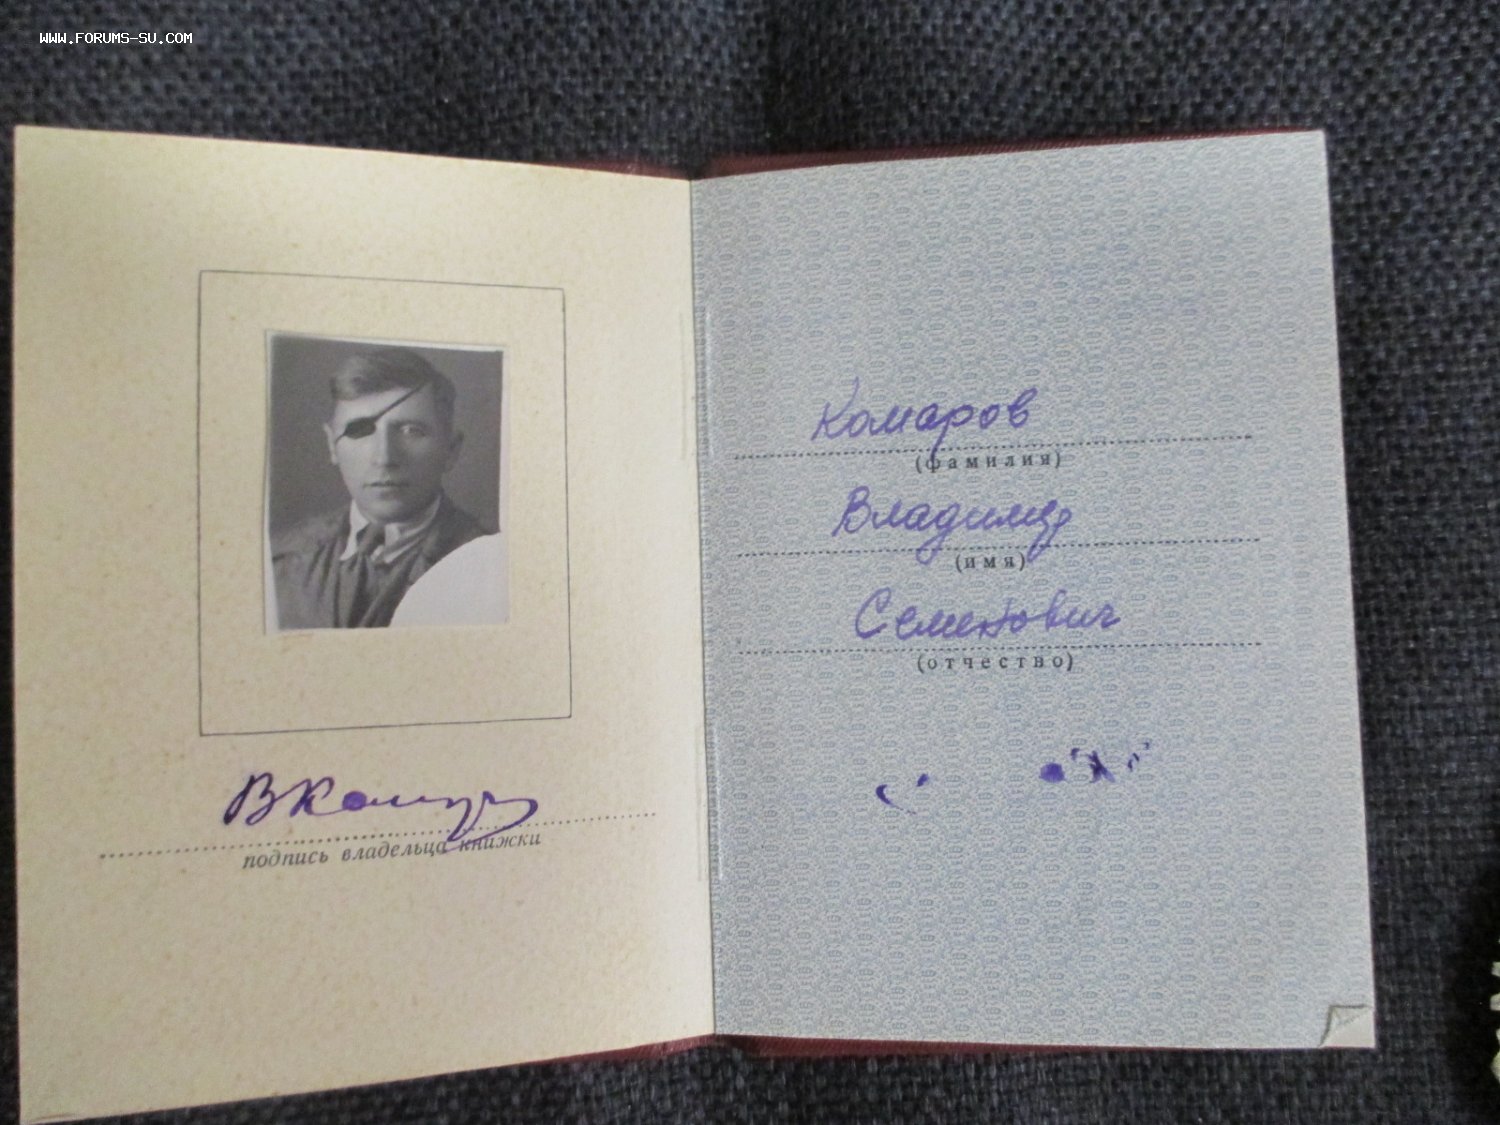 WWW.FORUMS-SU.COM
подпись владельца книжки
Комаров
(фамилия)
Владимир
(имя)
Семенович
(отчество)